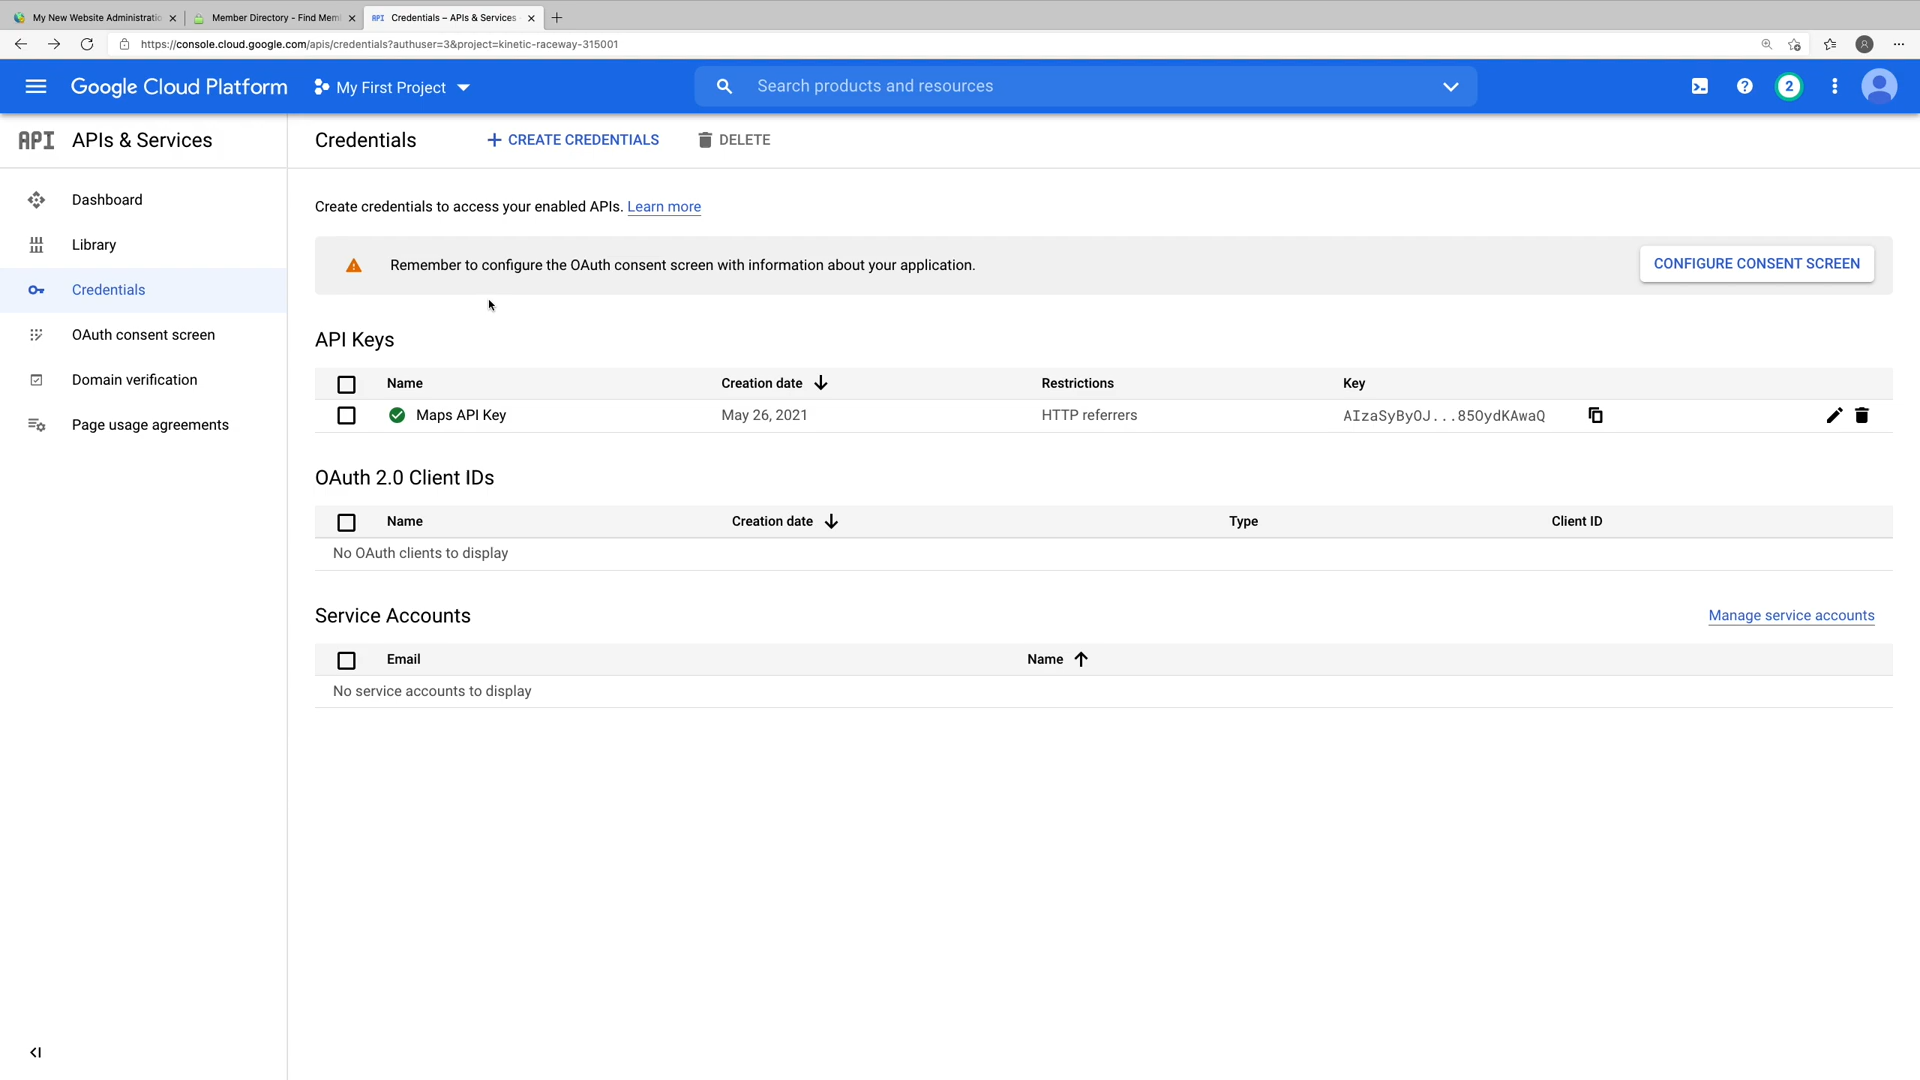 My New Website Administratio
Member Directory - Find Mem
API Credentials – APIs & Services
https://console.cloud.google.com/apis/credentials?authuser=3&project=kinetic-raceway-315001
Google Cloud Platform
My First Project
Search products and resources
2
API APIs & Services
Credentials
CREATE CREDENTIALS
DELETE
Dashboard
Library
Credentials
OAuth consent screen
Domain verification
Page usage agreements
Create credentials to access your enabled APIs. Learn more
Remember to configure the OAuth consent screen with information about your application.
CONFIGURE CONSENT SCREEN
API Keys
Name Creation date Restrictions Key
Maps API Key May 26, 2021 HTTP referrers AIzaSyByOJ...85OydKAwaQ
OAuth 2.0 Client IDs
Name Creation date Type Client ID
No OAuth clients to display
Service Accounts
Manage service accounts
Email Name
No service accounts to display